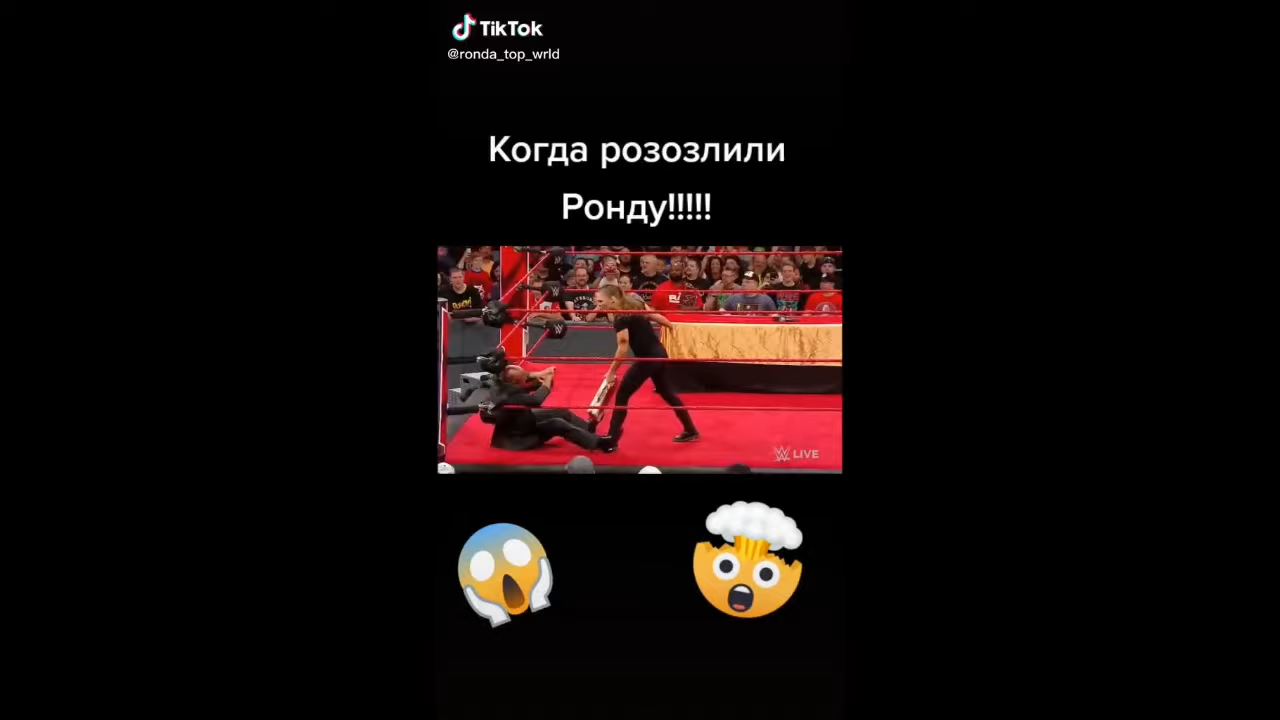 TikTok
@ronda_top_wrld
Когда розозлили
Ронду!!!!!
LIVE